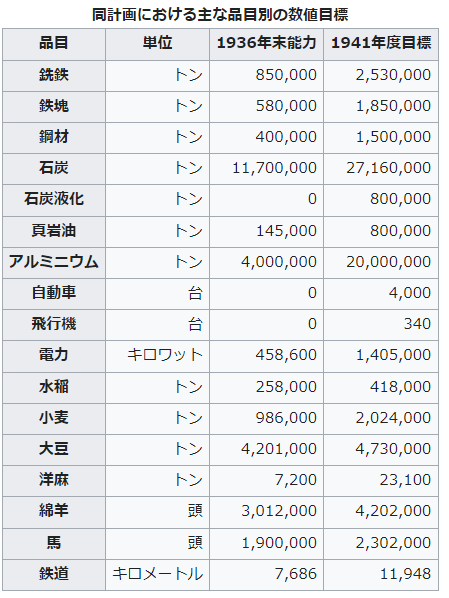 同計画における主な品目別の数値目標
品目 単位 1936年末能力 1941年度目標
銑鉄 トン 850,000 2,530,000
鉄塊 トン 580,000 1,850,000
鋼材 トン 400,000 1,500,000
石炭 トン 11,700,000 27,160,000
石炭液化 トン 0 800,000
頁岩油 トン 145,000 800,000
アルミニウム トン 4,000,000 20,000,000
自動車 台 0 4,000
飛行機 台 0 340
電力 キロワット 458,600 1,405,000
水稲 トン 258,000 418,000
小麦 トン 986,000 2,024,000
大豆 トン 4,201,000 4,730,000
洋麻 トン 7,200 23,100
綿羊 頭 3,012,000 4,202,000
馬 頭 1,900,000 2,302,000
鉄道 キロメートル 7,686 11,948